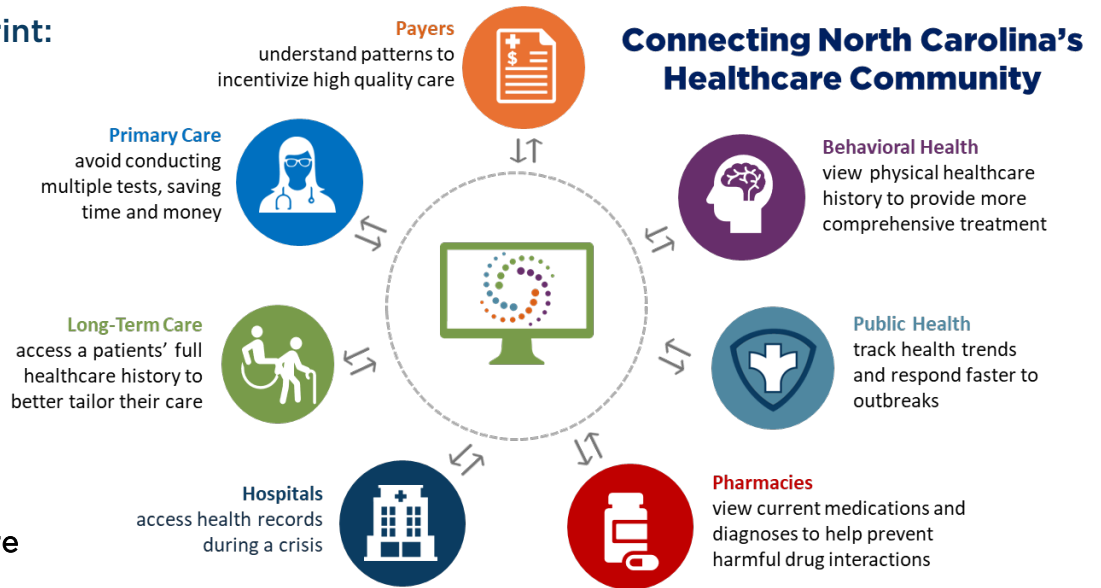 rint:
Connecting North Carolina's
Healthcare Community
Payers
understand patterns to
incentivize high quality care
Primary Care
avoid conducting
multiple tests, saving
time and money
Behavioral Health
view physical healthcare
history to provide more
comprehensive treatment
Long-Term Care
access a patients' full
healthcare history to
better tailor their care
Public Health
track health trends
and respond faster to
outbreaks
Hospitals
access health records
during a crisis
Pharmacies
view current medications and
diagnoses to help prevent
harmful drug interactions
re
$